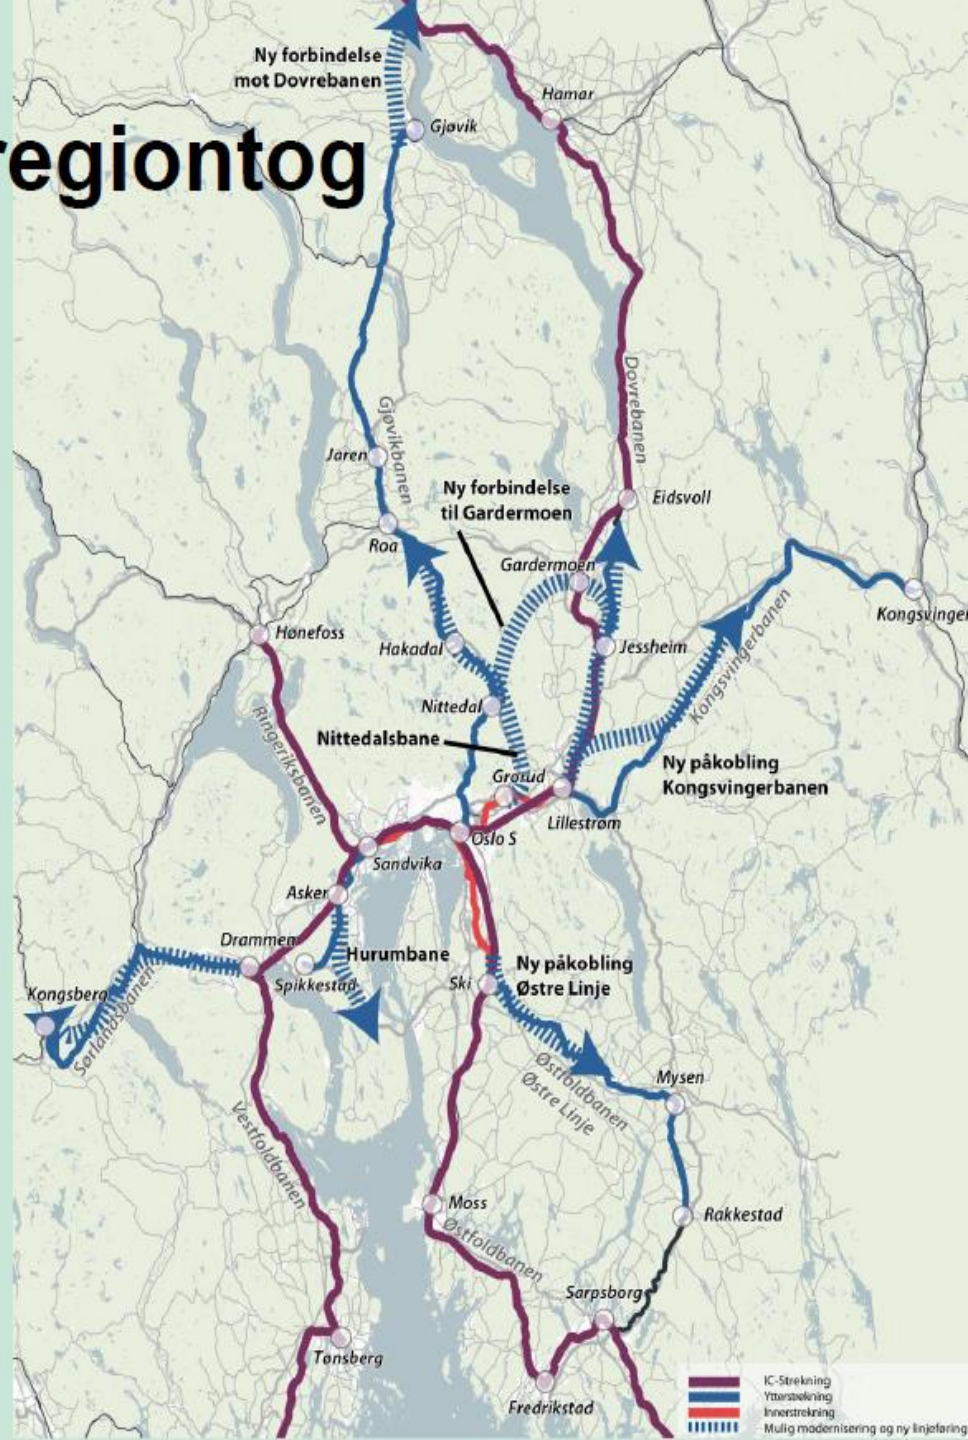 Ny forbindelse
mot Dovrebanen
Hamar
Gjøvik
egiontog
Dovrebanen
Gjøvikbanen
Jaren
Ny forbindelse
til Gardermoen
Eidsvoll
Roa
Gardermoen
Kongsvinger
Hønefoss
Hakadal
Jessheim
Kongsvingerbanen
Nittedal
Ringeriksbanen
Nittedalsbane
Ny påkobling
Kongsvingerbanen
Grorud
Lillestrøm
Oslo S
Sandvika
Asker
Drammen
Hurumbane
Ny påkobling
Østre Linje
Spikkestad
Ski
Kongsberg
Sørlandsbanen
Østfoldbanen
Østre Linje
Mysen
Vestfoldbanen
Moss
Rakkestad
Østfoldbanen
Sarpsborg
Tønsberg
Fredrikstad
IC-Strekning
Ytterstrekning
Innerstrekning
Mulig modernisering og ny linjeføring